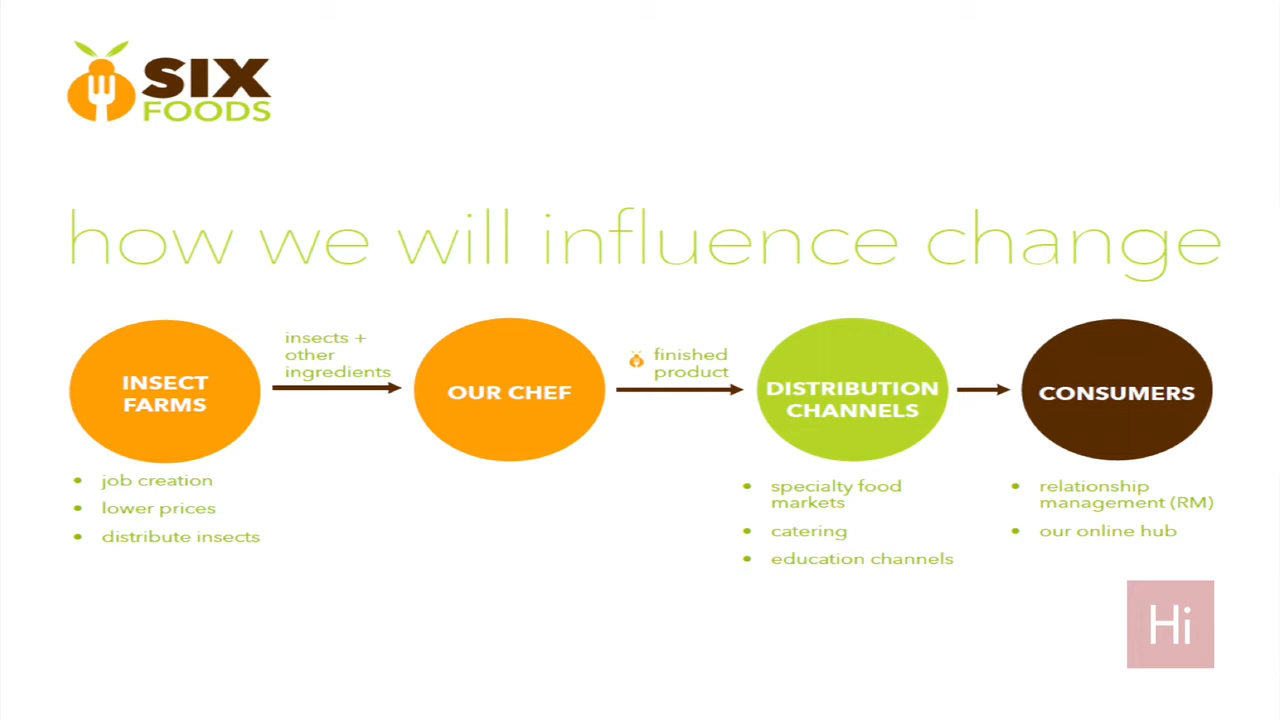 SIX
FOODS
how we will influence change
INSECT
FARMS
insects +
other
ingredients
OUR CHEF
finished
product
DISTRIBUTION
CHANNELS
CONSUMERS
• job creation
• lower prices
• distribute insects
• specialty food
markets
• catering
• education channels
• relationship
management (RM)
• our online hub
Hi